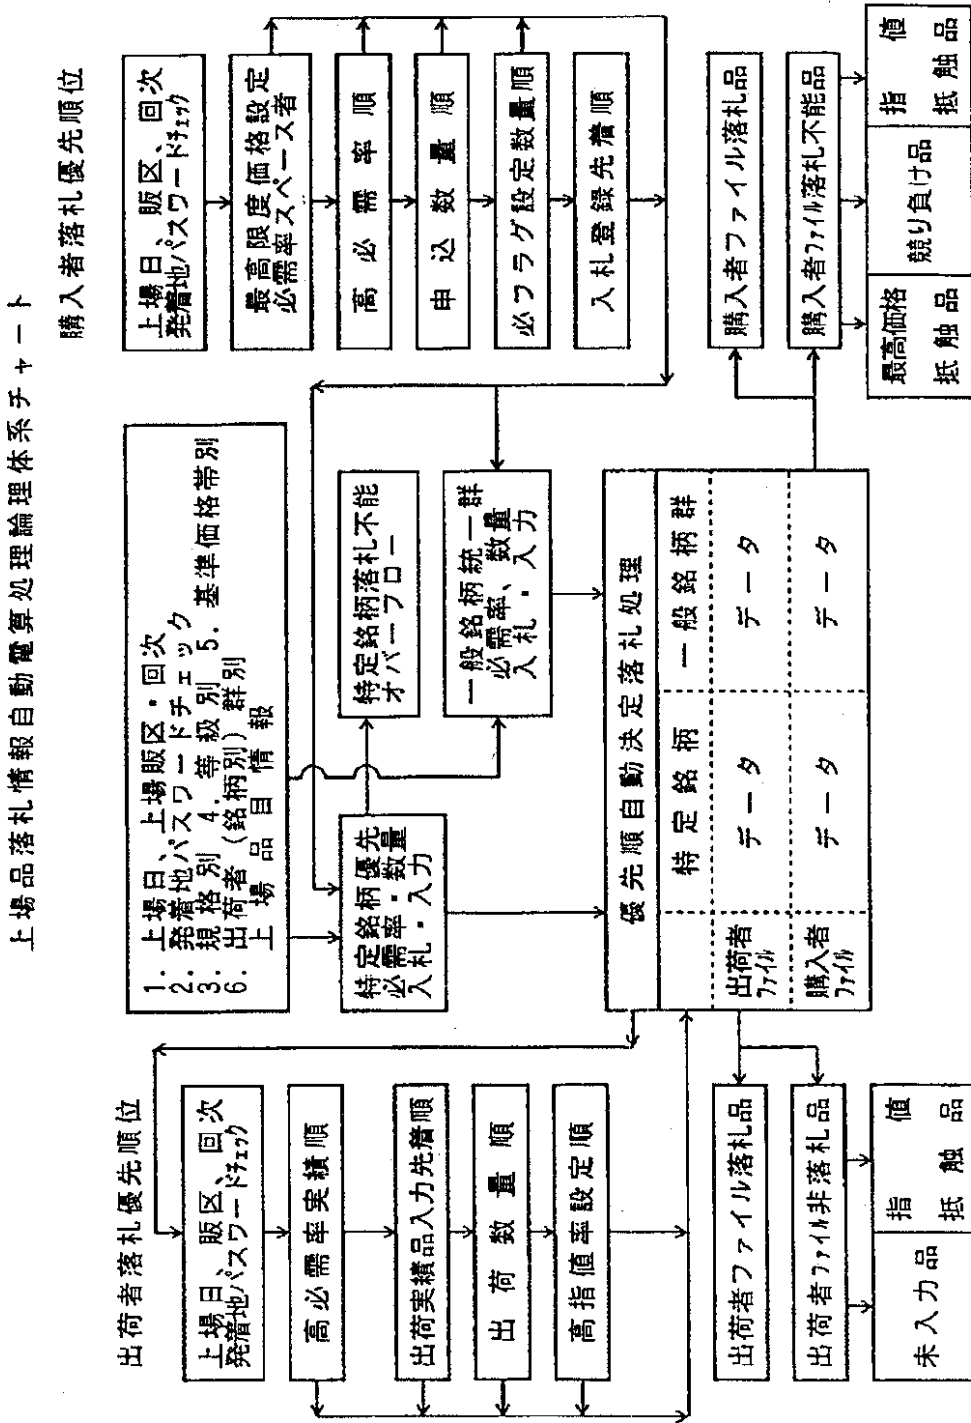 上場品落札情報自動電算処理論理体系チャート
出荷者落札優先順位
上場日、販区、回次
発着地パスワードチェック
高必需率実績順
出荷実績品入力先着順
出荷数量順
高指値率設定順
出荷者ファイル落札品
出荷者ファイル非落札品
未入力品
指値
抵触品
1. 上場日、上場販区・回次
2. 発着地パスワードチェック
3. 規格別 4. 等級別 5. 基準価格帯別
6. 出荷者(銘柄別)群別
上場品目情報
特定銘柄優先
必需率・数量
入札・入力
特定銘柄落札不能
オバーフロー
一般銘柄統一群
必需率、数量
入札・入力
優先順自動決定落札処理
特定銘柄
一般銘柄群
出荷者
ファイル
データ
データ
購入者
ファイル
データ
データ
購入者落札優先順位
上場日、販区、回次
発着地パスワードチェック
最高限度価格設定
必需率スペース者
高必需率順
申込数量順
必フラグ設定数量順
入札登録先着順
購入者ファイル落札品
購入者ファイル落札不能品
最高価格
抵触品
競り負け品
指値
抵触品